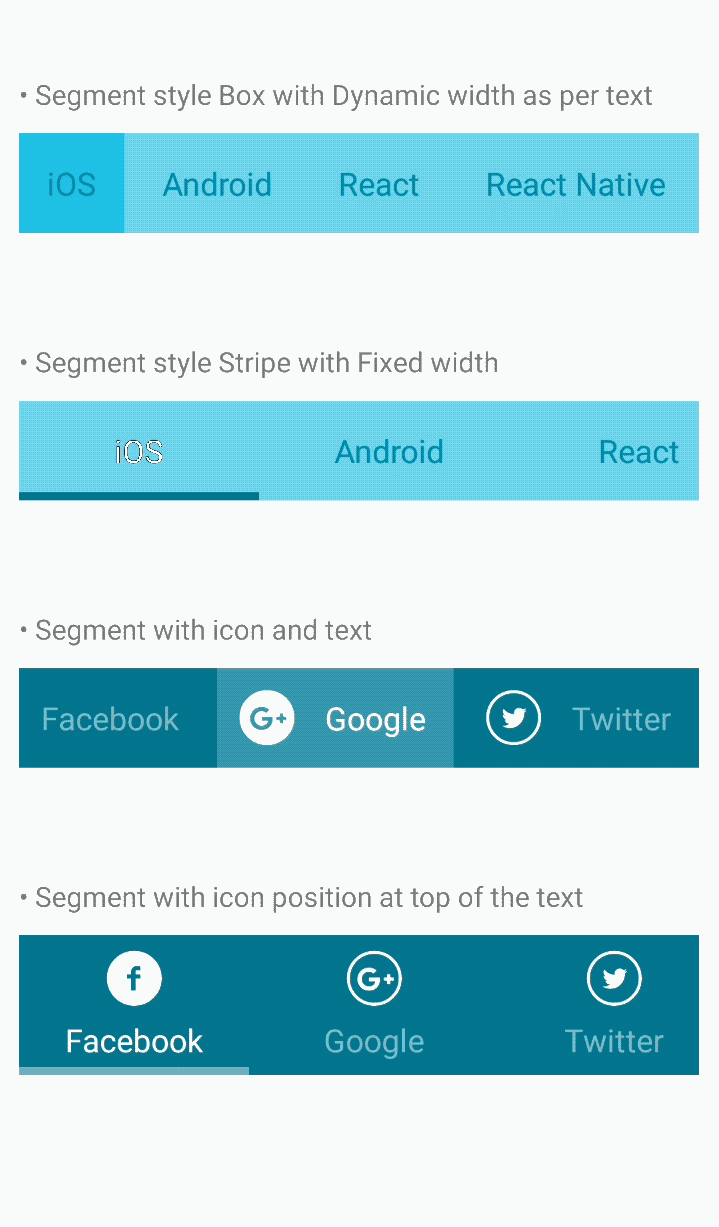 • Segment style Box with Dynamic width as per text
iOS Android React React Native
• Segment style Stripe with Fixed width
iOS Android React
• Segment with icon and text
Facebook G+ Google Twitter
• Segment with icon position at top of the text
f G+
Facebook Google Twitter